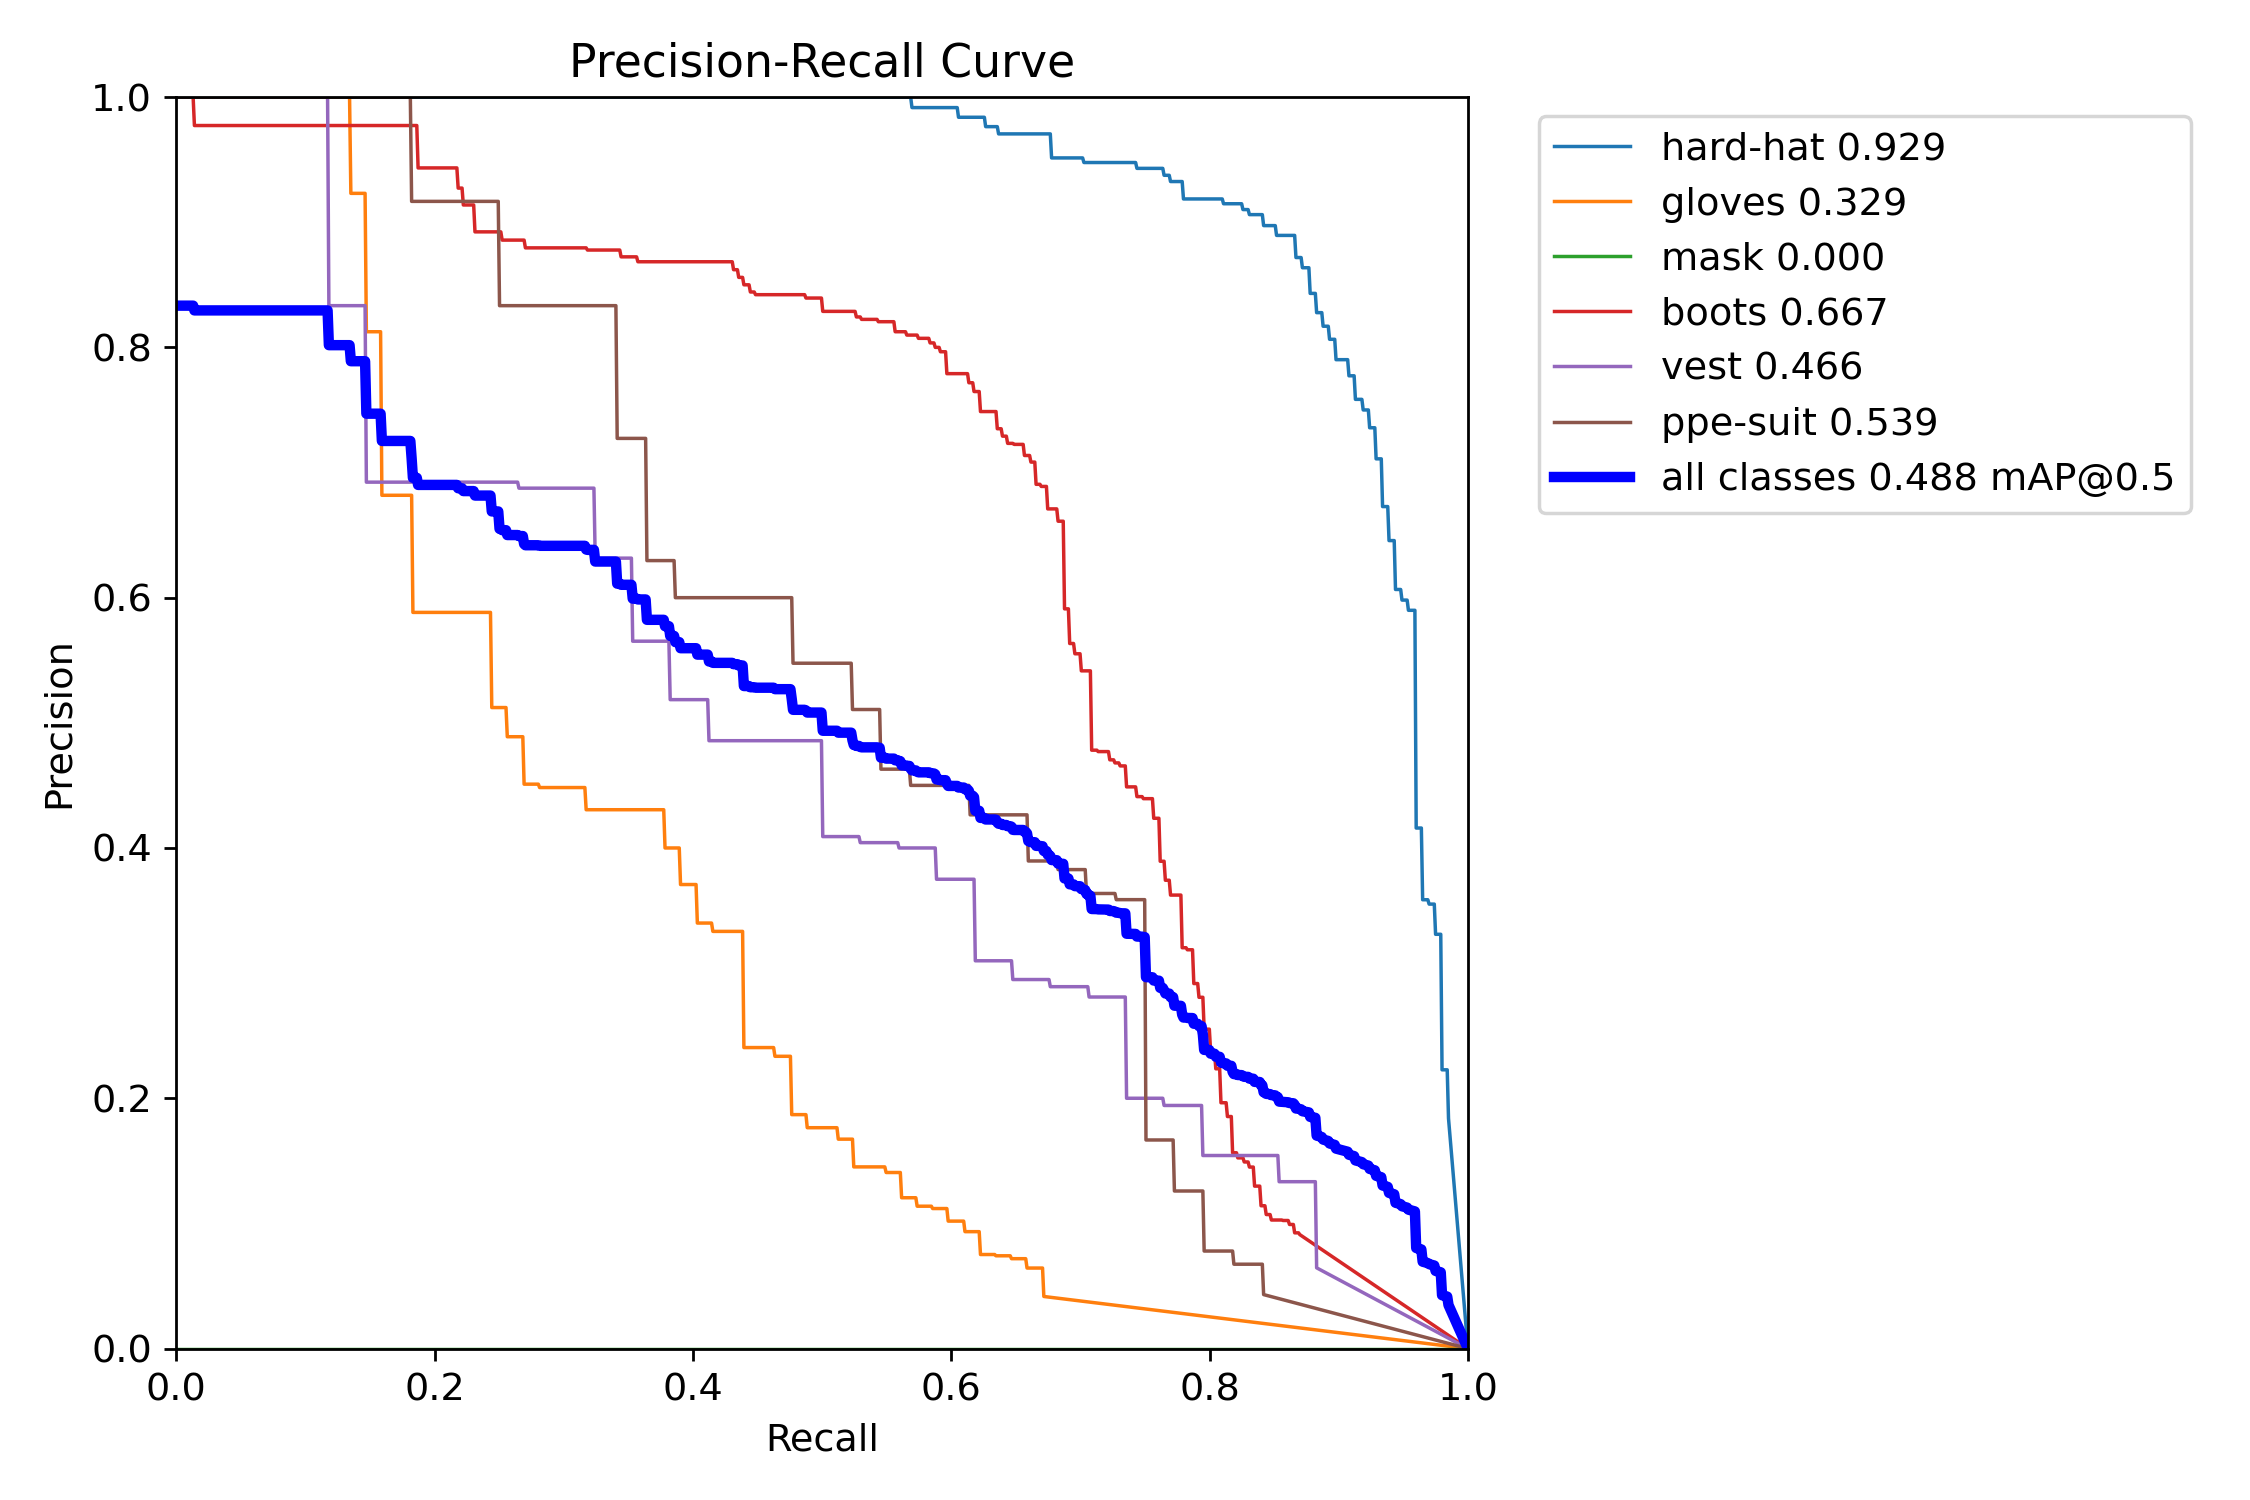 Precision-Recall Curve
1.0
0.8
0.6
0.4
0.2
0.0
Precision
0.0 0.2 0.4 0.6 0.8 1.0
Recall
hard-hat 0.929
gloves 0.329
mask 0.000
boots 0.667
vest 0.466
ppe-suit 0.539
all classes 0.488 mAP@0.5